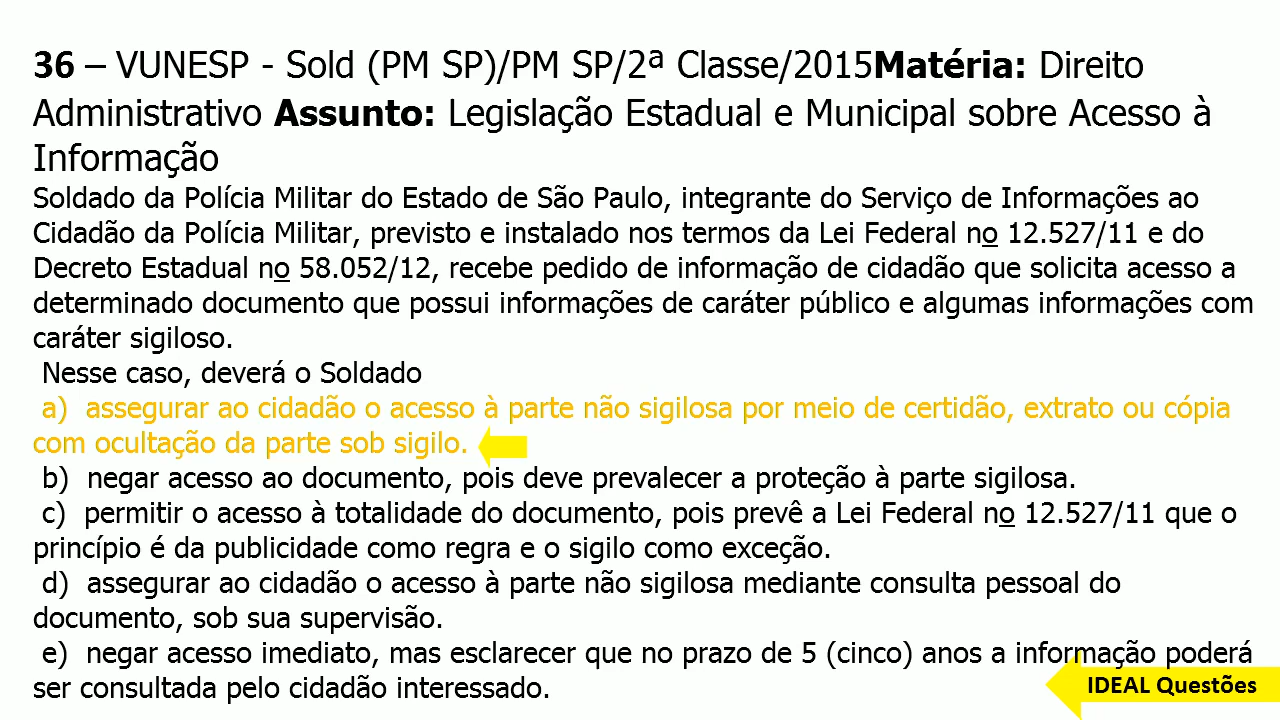 36 – VUNESP - Sold (PM SP)/PM SP/2ª Classe/2015Matéria: Direito
Administrativo Assunto: Legislação Estadual e Municipal sobre Acesso à
Informação
Soldado da Polícia Militar do Estado de São Paulo, integrante do Serviço de Informações ao
Cidadão da Polícia Militar, previsto e instalado nos termos da Lei Federal no 12.527/11 e do
Decreto Estadual no 58.052/12, recebe pedido de informação de cidadão que solicita acesso a
determinado documento que possui informações de caráter público e algumas informações com
caráter sigiloso.
Nesse caso, deverá o Soldado
a) assegurar ao cidadão o acesso à parte não sigilosa por meio de certidão, extrato ou cópia
com ocultação da parte sob sigilo.
b) negar acesso ao documento, pois deve prevalecer a proteção à parte sigilosa.
c) permitir o acesso à totalidade do documento, pois prevê a Lei Federal no 12.527/11 que o
princípio é da publicidade como regra e o sigilo como exceção.
d) assegurar ao cidadão o acesso à parte não sigilosa mediante consulta pessoal do
documento, sob sua supervisão.
e) negar acesso imediato, mas esclarecer que no prazo de 5 (cinco) anos a informação poderá
ser consultada pelo cidadão interessado.
IDEAL Questões